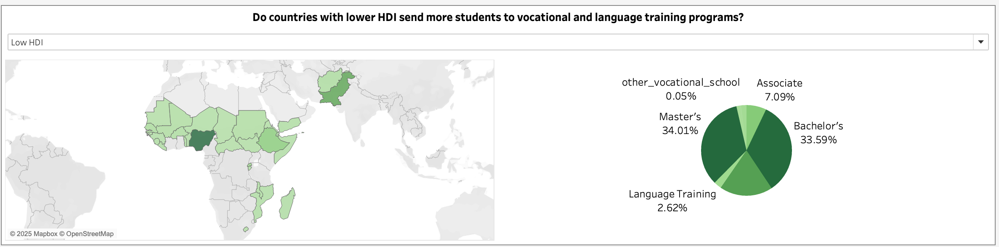 Do countries with lower HDI send more students to vocational and language training programs?
Low HDI
other_vocational_school
0.05%
Associate
7.09%
Master's
34.01%
Bachelor's
33.59%
Language Training
2.62%
© 2025 Mapbox © OpenStreetMap